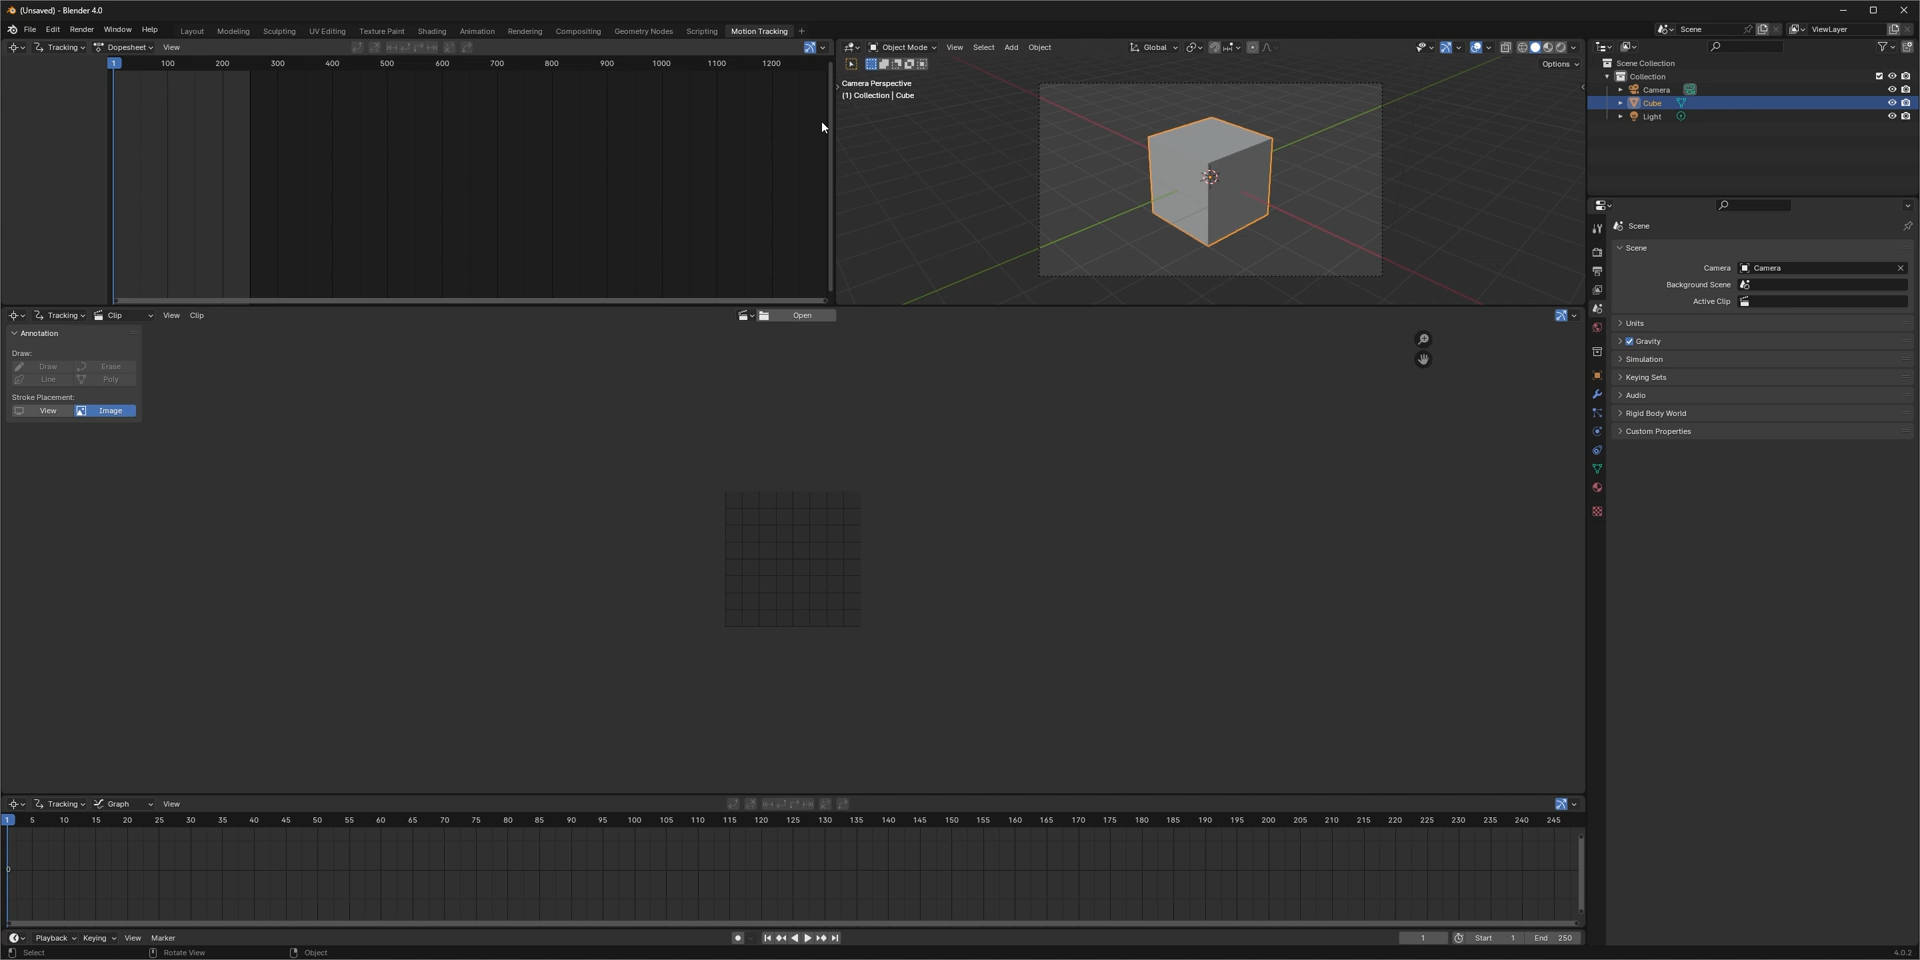 (Unsaved) - Blender 4.0
File Edit Render Window Help Layout Modeling Sculpting UV Editing Texture Paint Shading Animation Rendering Compositing Geometry Nodes Scripting Motion Tracking + Scene ViewLayer
Tracking Dopesheet View
1 100 200 300 400 500 600 700 800 900 1000 1100 1200
Object Mode View Select Add Object Global
Options
Camera Perspective
(1) Collection | Cube
Scene Collection
Collection
Camera
Cube
Light
Scene
Scene
Camera Camera
Background Scene
Active Clip
Units
Gravity
Simulation
Keying Sets
Audio
Rigid Body World
Custom Properties
Tracking Clip View Clip Open
Annotation
Draw:
Draw Erase
Line Poly
Stroke Placement:
View Image
Tracking Graph View
1 5 10 15 20 25 30 35 40 45 50 55 60 65 70 75 80 85 90 95 100 105 110 115 120 125 130 135 140 145 150 155 160 165 170 175 180 185 190 195 200 205 210 215 220 225 230 235 240 245
0
Playback Keying View Marker 1 Start 1 End 250
Select Rotate View Object 4.0.2